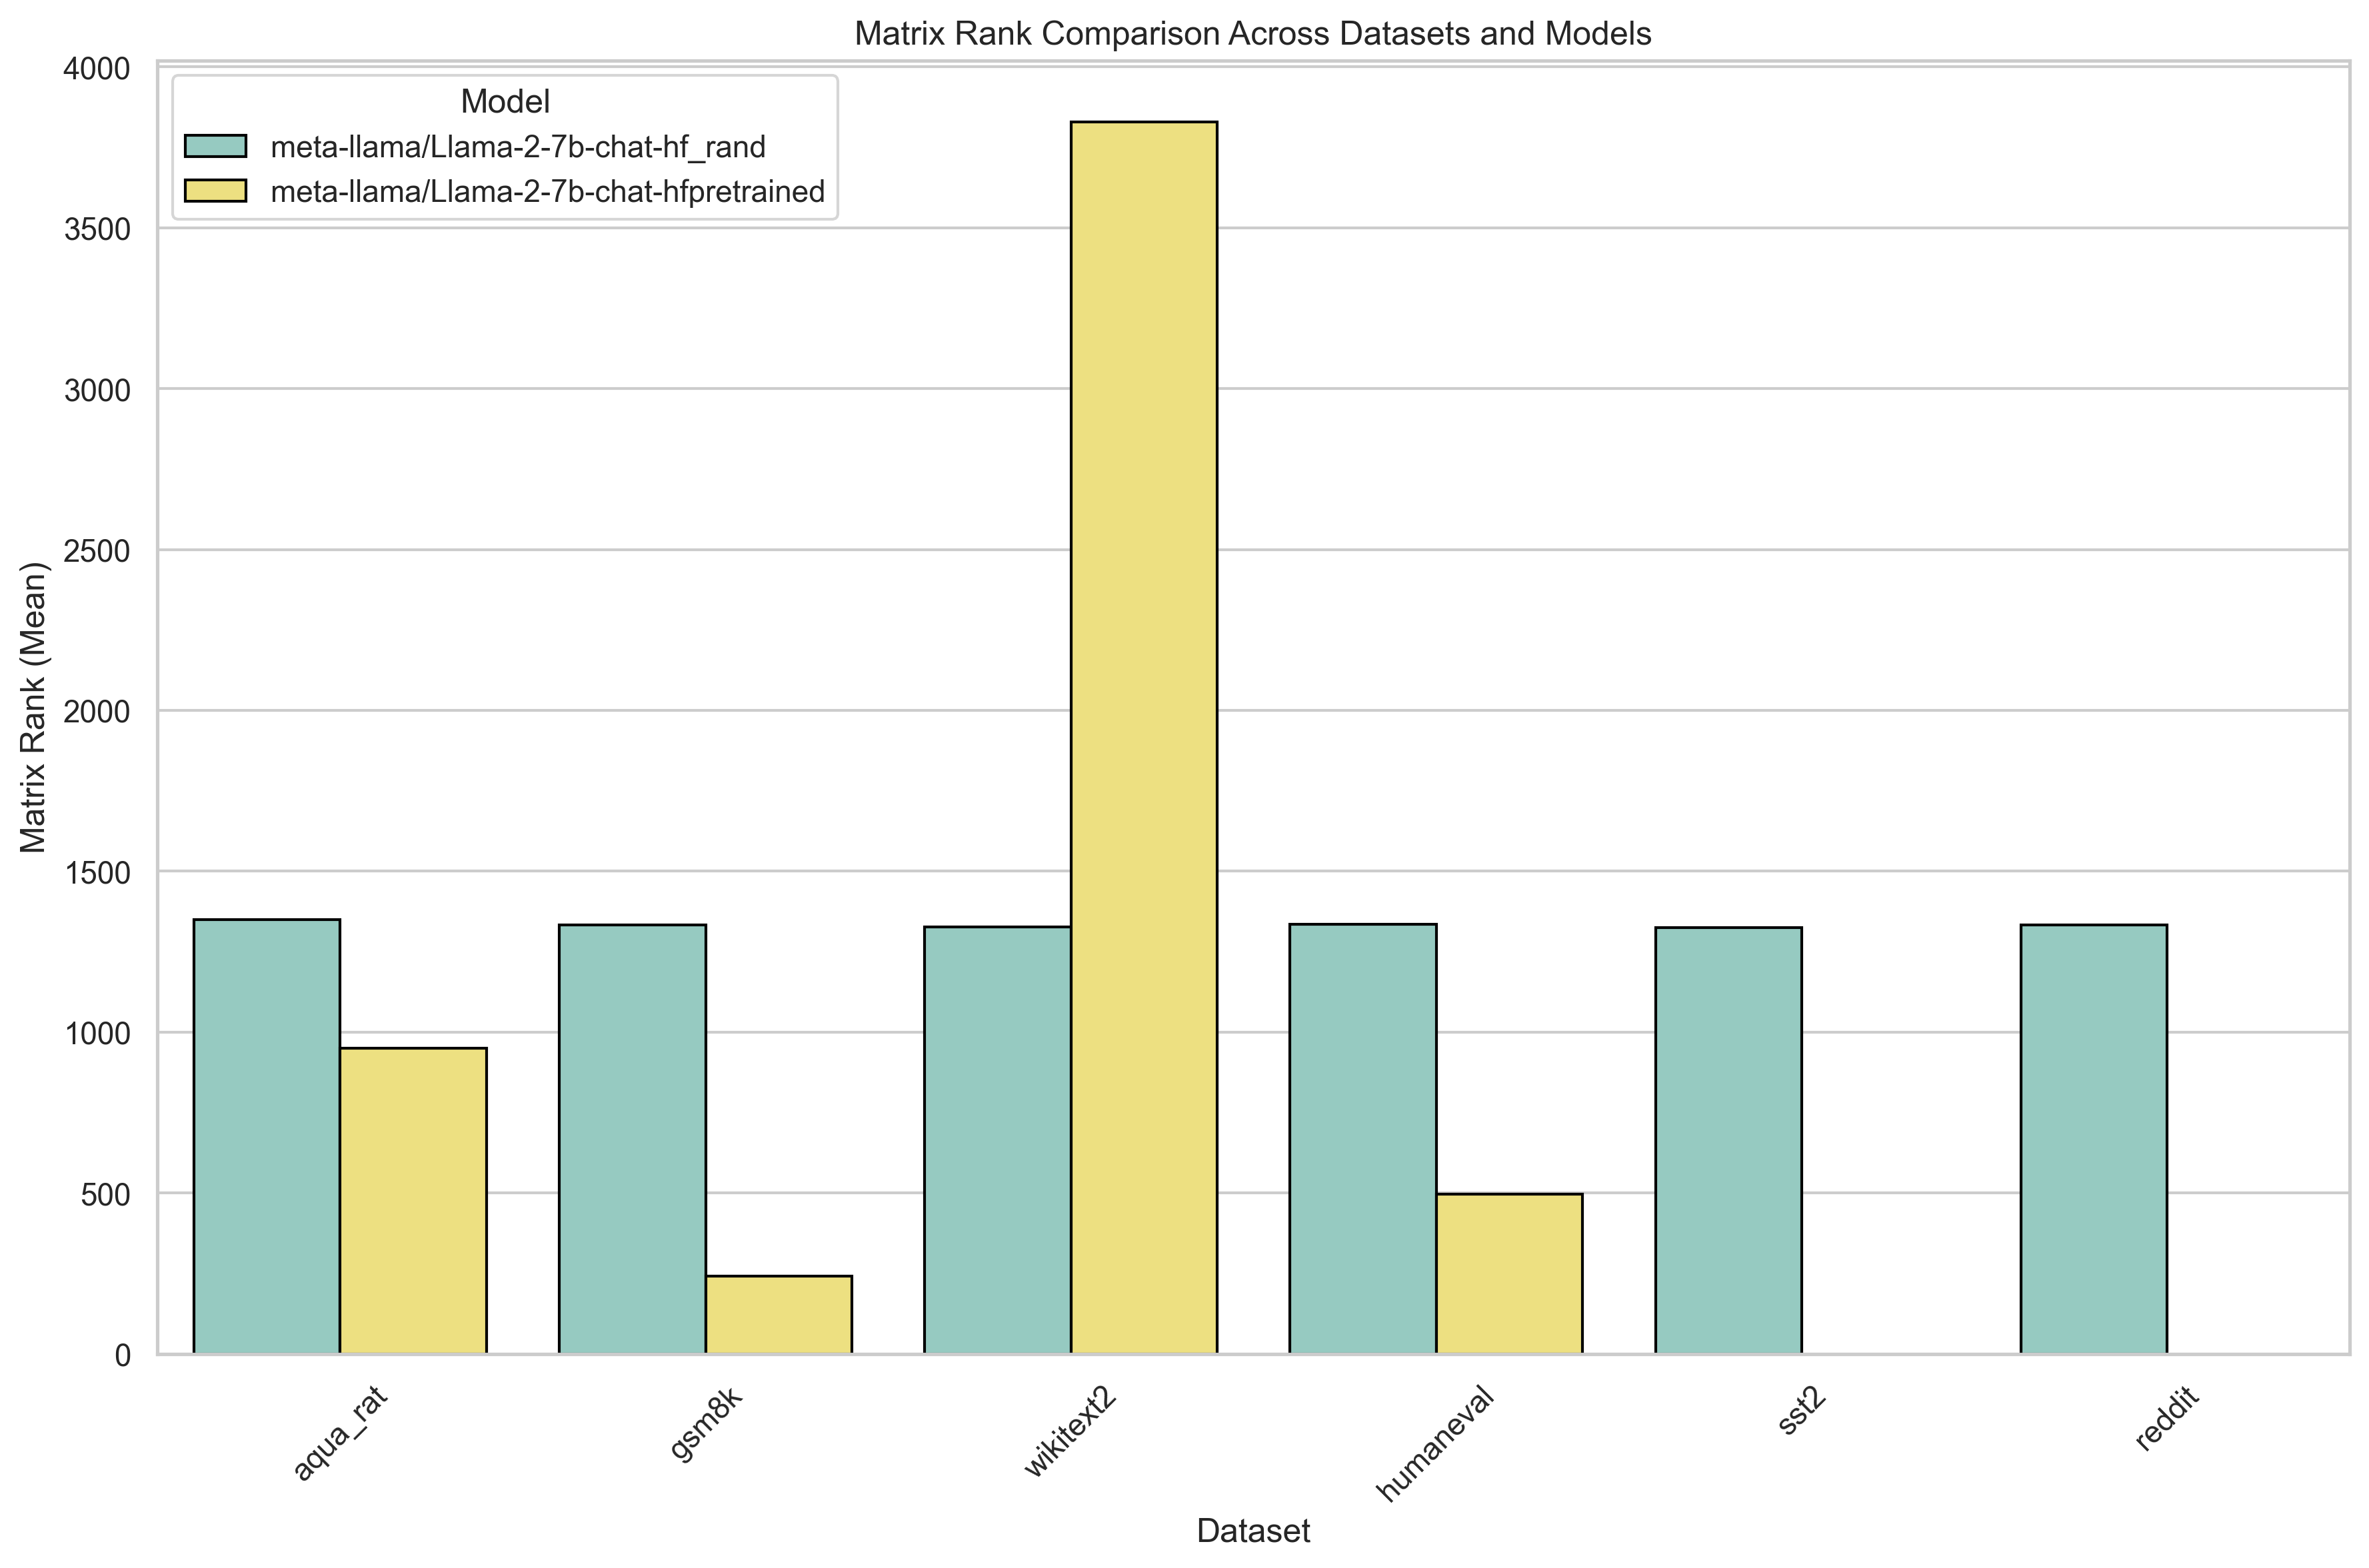 Matrix Rank Comparison Across Datasets and Models
Model
meta-llama/Llama-2-7b-chat-hf_rand
meta-llama/Llama-2-7b-chat-hfpretrained
Matrix Rank (Mean)
4000
3500
3000
2500
2000
1500
1000
500
0
aqua_rat
gsm8k
wikitext2
humaneval
sst2
reddit
Dataset